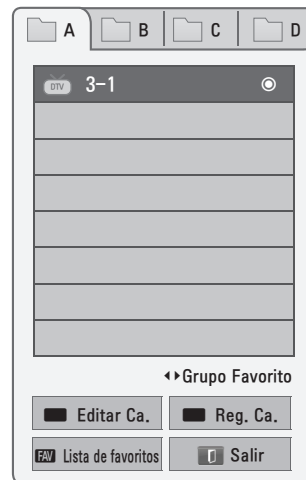 A B C D
DTV 3-1
Grupo Favorito
Editar Ca. Reg. Ca.
FAV Lista de favoritos Salir